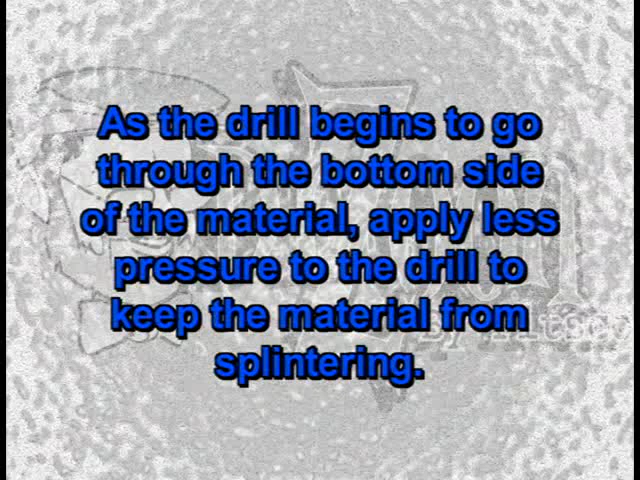 As the drill begins to go
through the bottom side
of the material, apply less
pressure to the drill to
keep the material from
splintering.